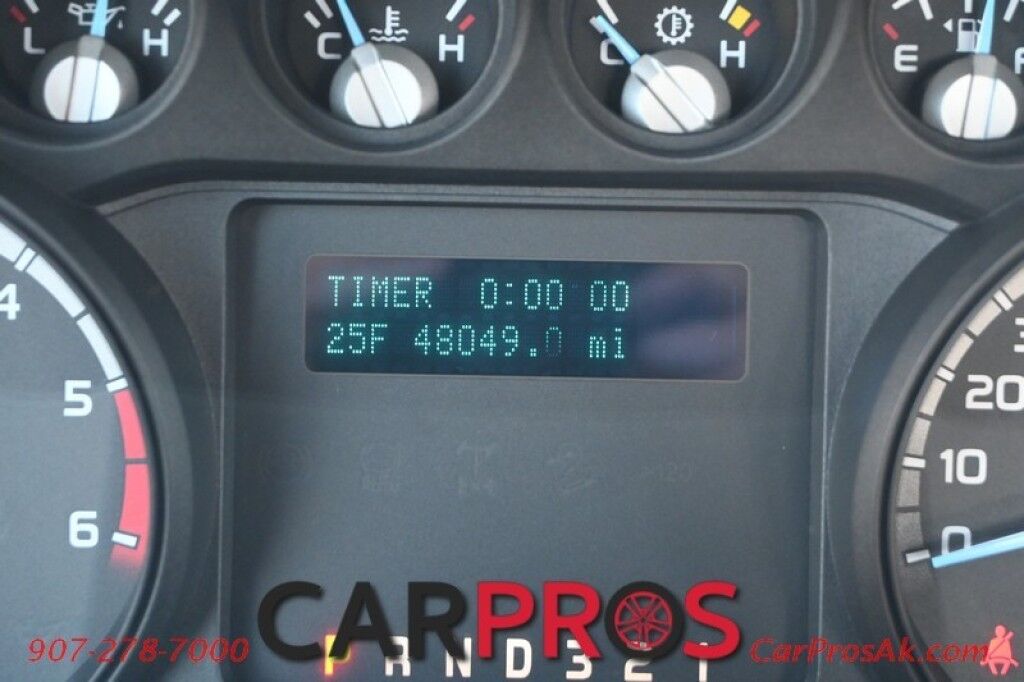 L H C H C H E
TIMER 0:00 00
25F 48049.0 mi
4
5
6
20
10
0
CARPROS
907-278-7000
P R N D 3 2 1
CarProsAk.com